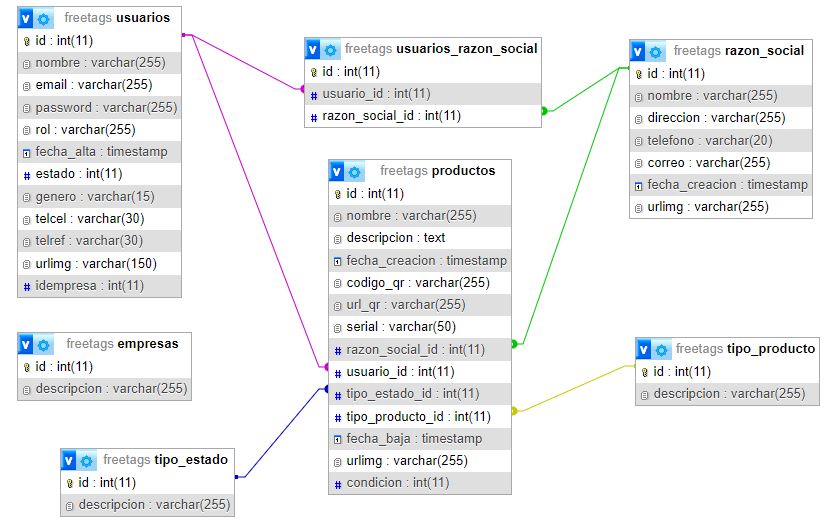 freetags usuarios
id : int(11)
nombre : varchar(255)
email : varchar(255)
password : varchar(255)
rol : varchar(255)
fecha_alta : timestamp
estado : int(11)
genero : varchar(15)
telcel : varchar(30)
telref : varchar(30)
urlimg : varchar(150)
idempresa : int(11)
freetags usuarios_razon_social
id : int(11)
usuario_id : int(11)
razon_social_id : int(11)
freetags razon_social
id : int(11)
nombre : varchar(255)
direccion : varchar(255)
telefono : varchar(20)
correo : varchar(255)
fecha_creacion : timestamp
urlimg : varchar(255)
freetags productos
id : int(11)
nombre : varchar(255)
descripcion : text
fecha_creacion : timestamp
codigo_qr : varchar(255)
url_qr : varchar(255)
serial : varchar(50)
razon_social_id : int(11)
usuario_id : int(11)
tipo_estado_id : int(11)
tipo_producto_id : int(11)
fecha_baja : timestamp
urlimg : varchar(255)
condicion : int(11)
freetags empresas
id : int(11)
descripcion : varchar(255)
freetags tipo_producto
id : int(11)
descripcion : varchar(255)
freetags tipo_estado
id : int(11)
descripcion : varchar(255)